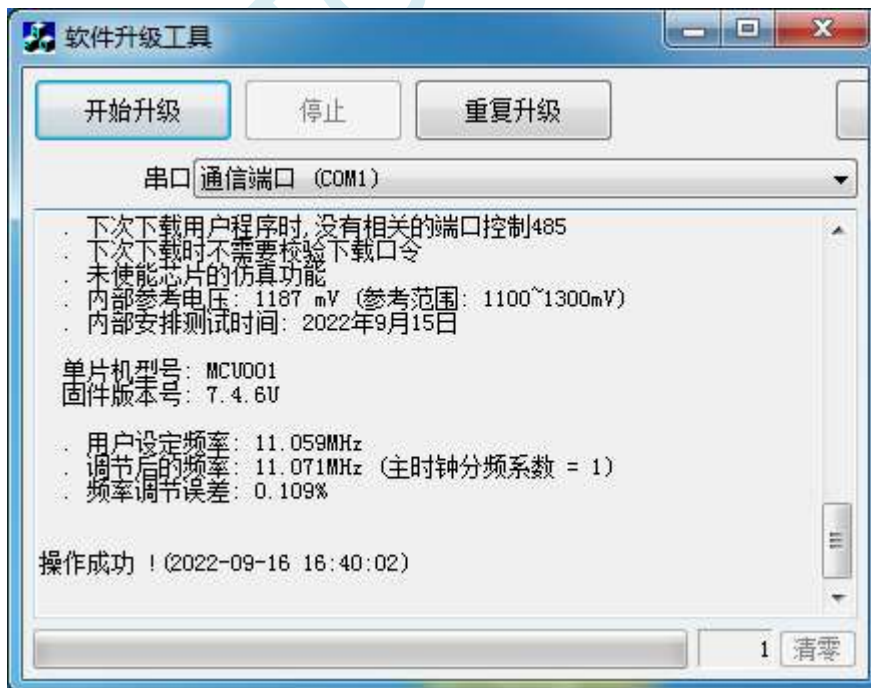 软件升级工具
开始升级
停止
重复升级
串口 通信端口 (COM1)
. 下次下载用户程序时,没有相关的端口控制485
. 下次下载时不需要校验下载口令
. 未使能芯片的仿真功能
. 内部参考电压: 1187 mV (参考范围: 1100~1300mV)
. 内部安排测试时间: 2022年9月15日
单片机型号: MCU001
固件版本号: 7.4.6U
. 用户设定频率: 11.059MHz
. 调节后的频率: 11.071MHz (主时钟分频系数 = 1)
. 频率调节误差: 0.109%
操作成功 !(2022-09-16 16:40:02)
1 清零